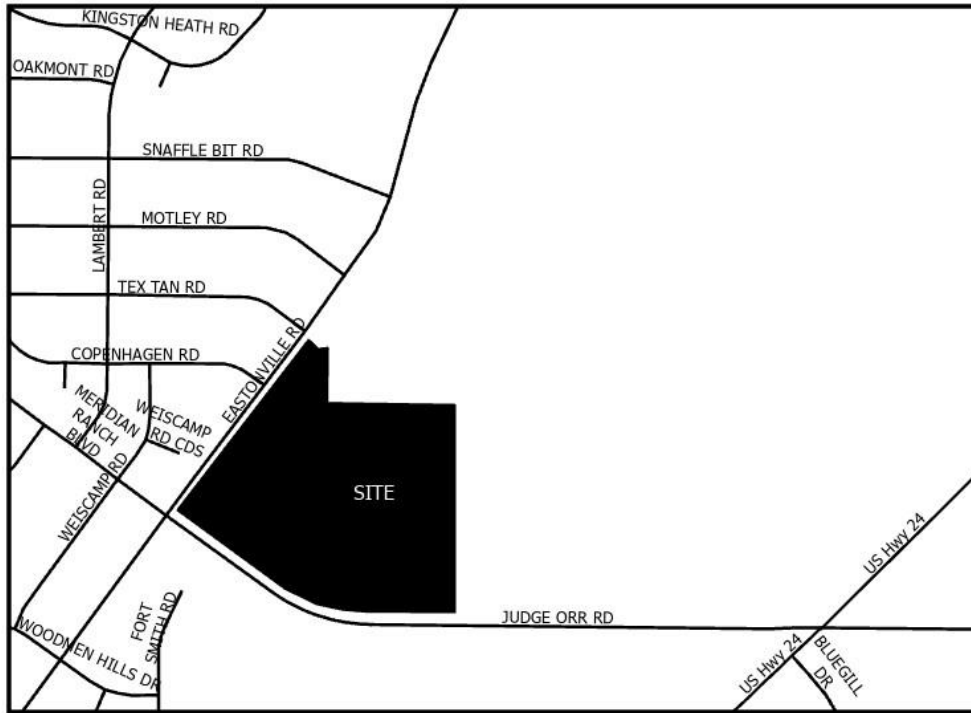 KINGSTON HEATH RD
OAKMONT RD
SNAFFLE BIT RD
LAMBERT RD
MOTLEY RD
TEX TAN RD
EASTONVILLE RD
COPENHAGEN RD
MERIDIAN
RANCH
BLVD
WEISCAMP
RD CDS
WEISCAMP RD
SITE
US Hwy 24
FORT
SMITH RD
JUDGE ORR RD
WOODMEN HILLS DR
US Hwy 24
BLUEGILL
DR